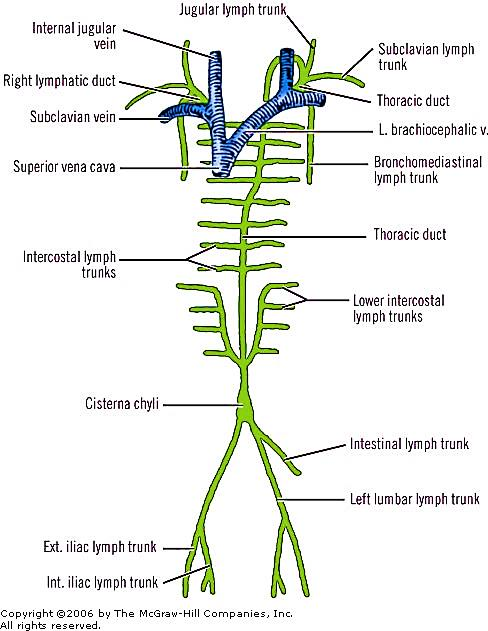 Jugular lymph trunk
Internal jugular
vein
Subclavian lymph
trunk
Right lymphatic duct
Thoracic duct
Subclavian vein
L. brachiocephalic v.
Superior vena cava
Bronchomediastinal
lymph trunk
Thoracic duct
Intercostal lymph
trunks
Lower intercostal
lymph trunks
Cisterna chyli
Intestinal lymph trunk
Left lumbar lymph trunk
Ext. iliac lymph trunk
Int. iliac lymph trunk
Copyright ©2006 by The McGraw-Hill Companies, Inc.
All rights reserved.